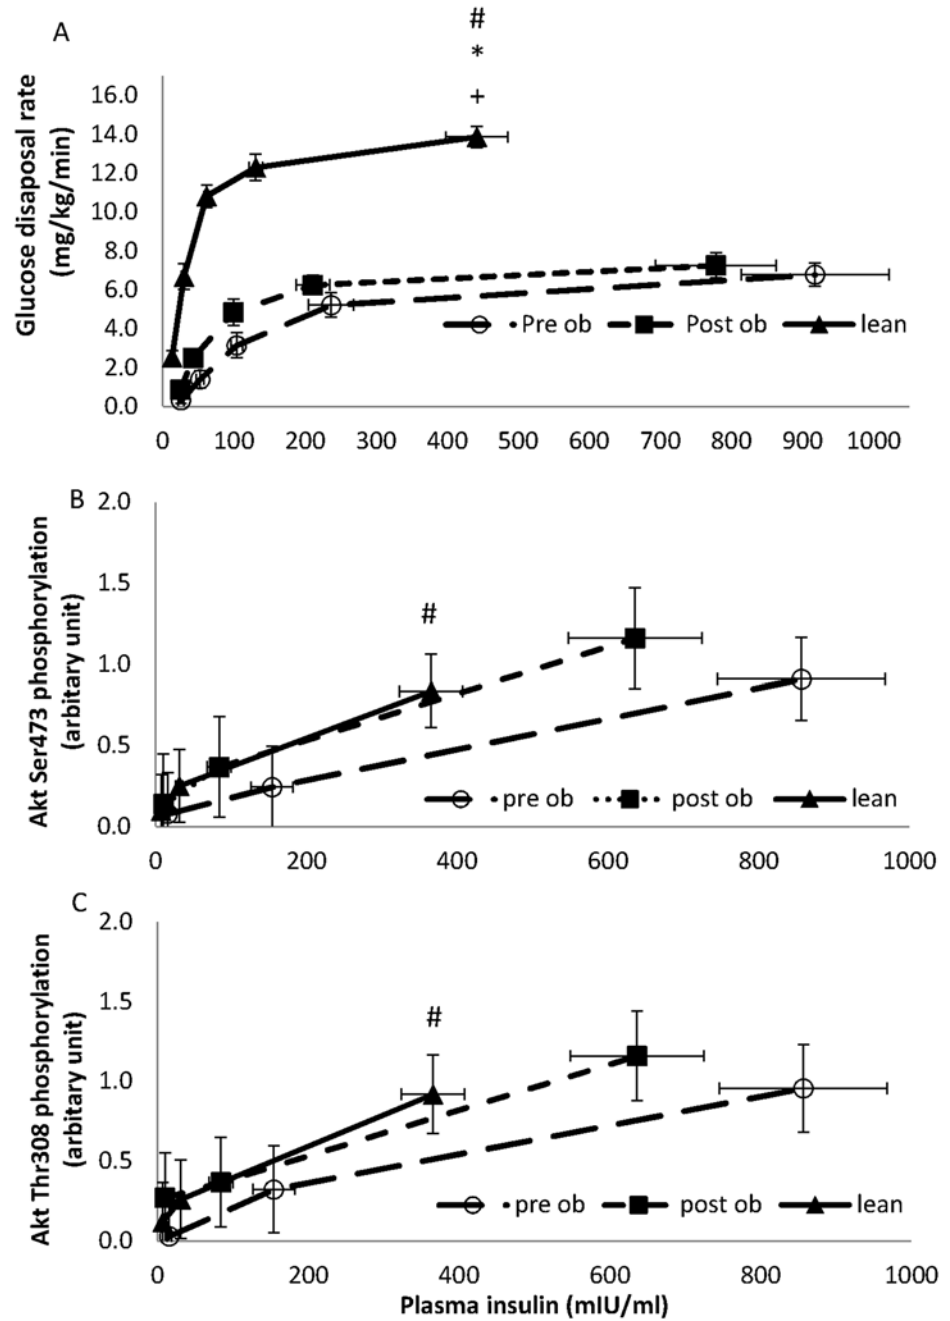 A
#
*
+
Glucose disaposal rate
(mg/kg/min)
16.0
14.0
12.0
10.0
8.0
6.0
4.0
2.0
0.0
Pre ob Post ob lean
0 100 200 300 400 500 600 700 800 900 1000
B
Akt Ser473 phosphorylation
(arbitary unit)
2.0
1.5
1.0
0.5
0.0
#
pre ob post ob lean
0 200 400 600 800 1000
C
Akt Thr308 phosphorylation
(arbitary unit)
2.0
1.5
1.0
0.5
0.0
#
pre ob post ob lean
0 200 400 600 800 1000
Plasma insulin (mIU/ml)